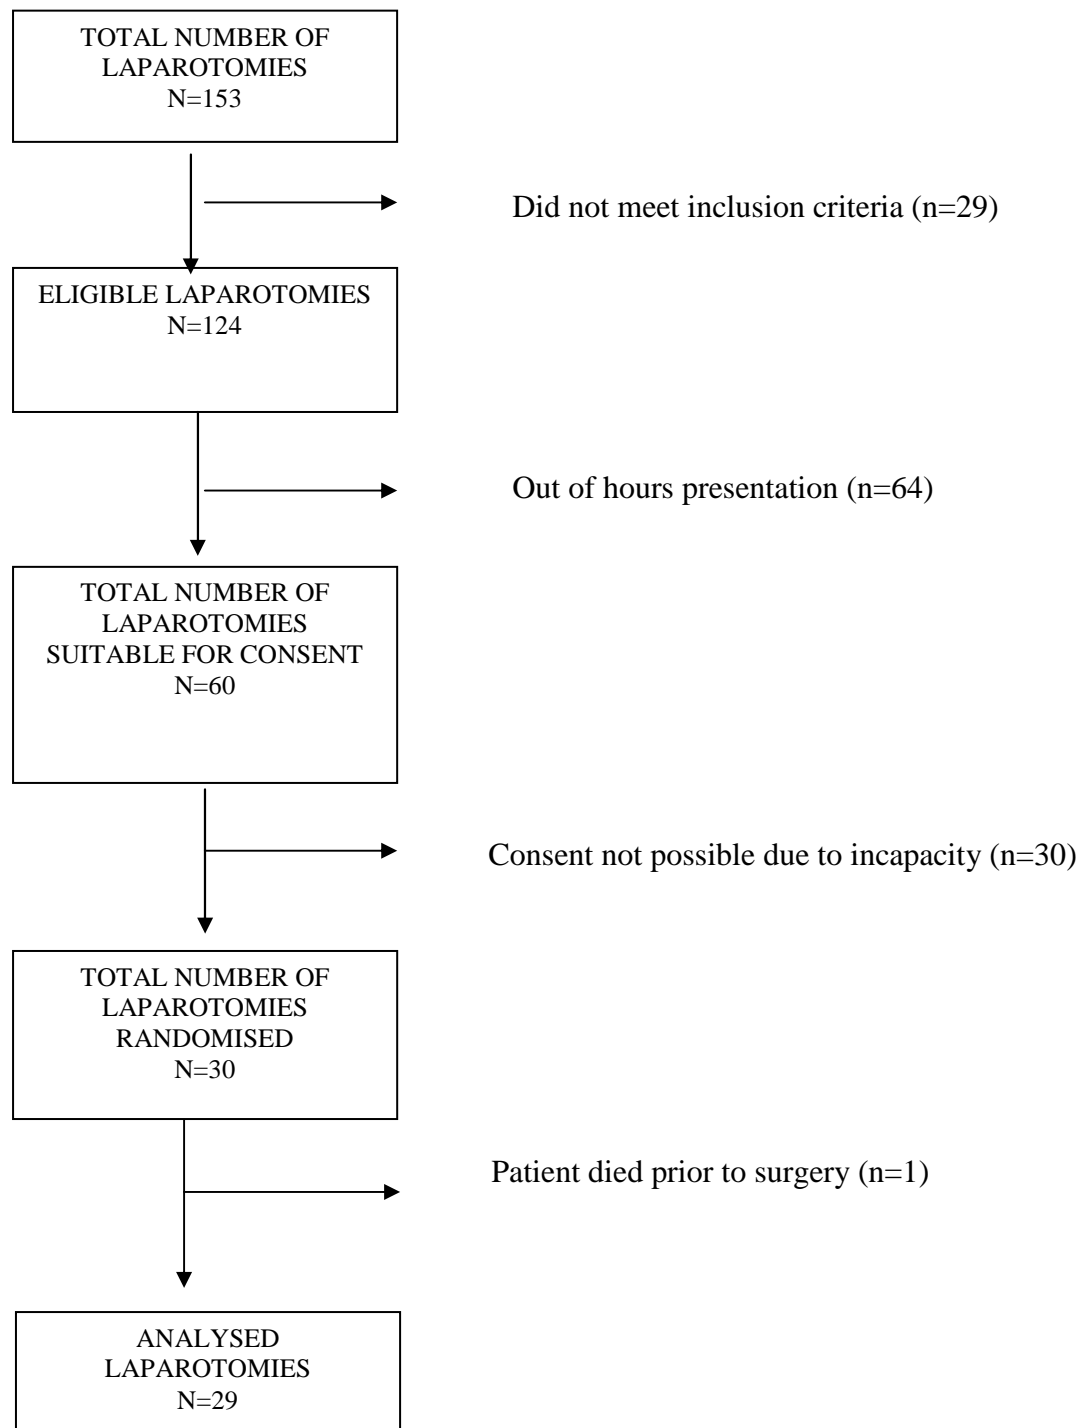 TOTAL NUMBER OF
LAPAROTOMIES
N=153
Did not meet inclusion criteria (n=29)
ELIGIBLE LAPAROTOMIES
N=124
Out of hours presentation (n=64)
TOTAL NUMBER OF
LAPAROTOMIES
SUITABLE FOR CONSENT
N=60
Consent not possible due to incapacity (n=30)
TOTAL NUMBER OF
LAPAROTOMIES
RANDOMISED
N=30
Patient died prior to surgery (n=1)
ANALYSED
LAPAROTOMIES
N=29